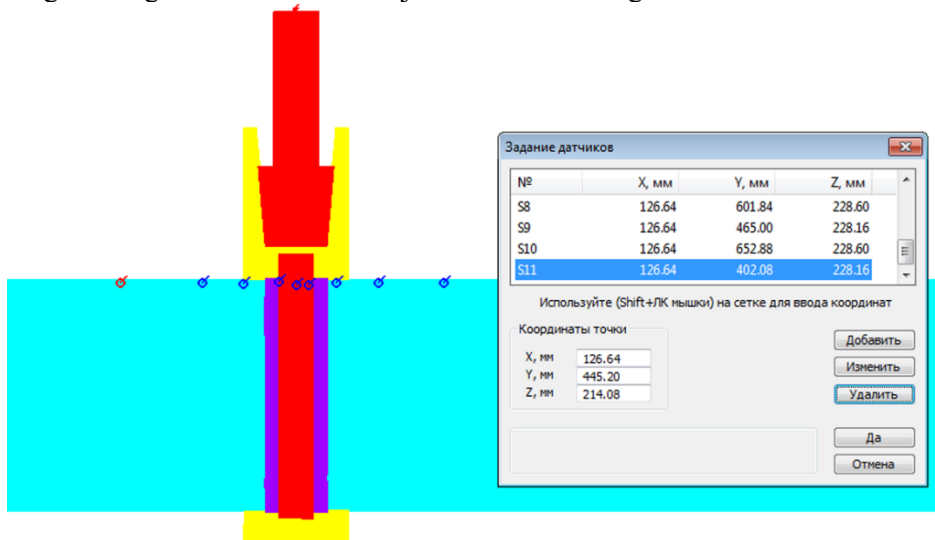 Задание датчиков
№ X, мм Y, мм Z, мм
S8 126.64 601.84 228.60
S9 126.64 465.00 228.16
S10 126.64 652.88 228.60
S11 126.64 402.08 228.16
Используйте (Shift+ЛК мышки) на сетке для ввода координат
Координаты точки
X, мм 126.64
Y, мм 445.20
Z, мм 214.08
Добавить
Изменить
Удалить
Да
Отмена